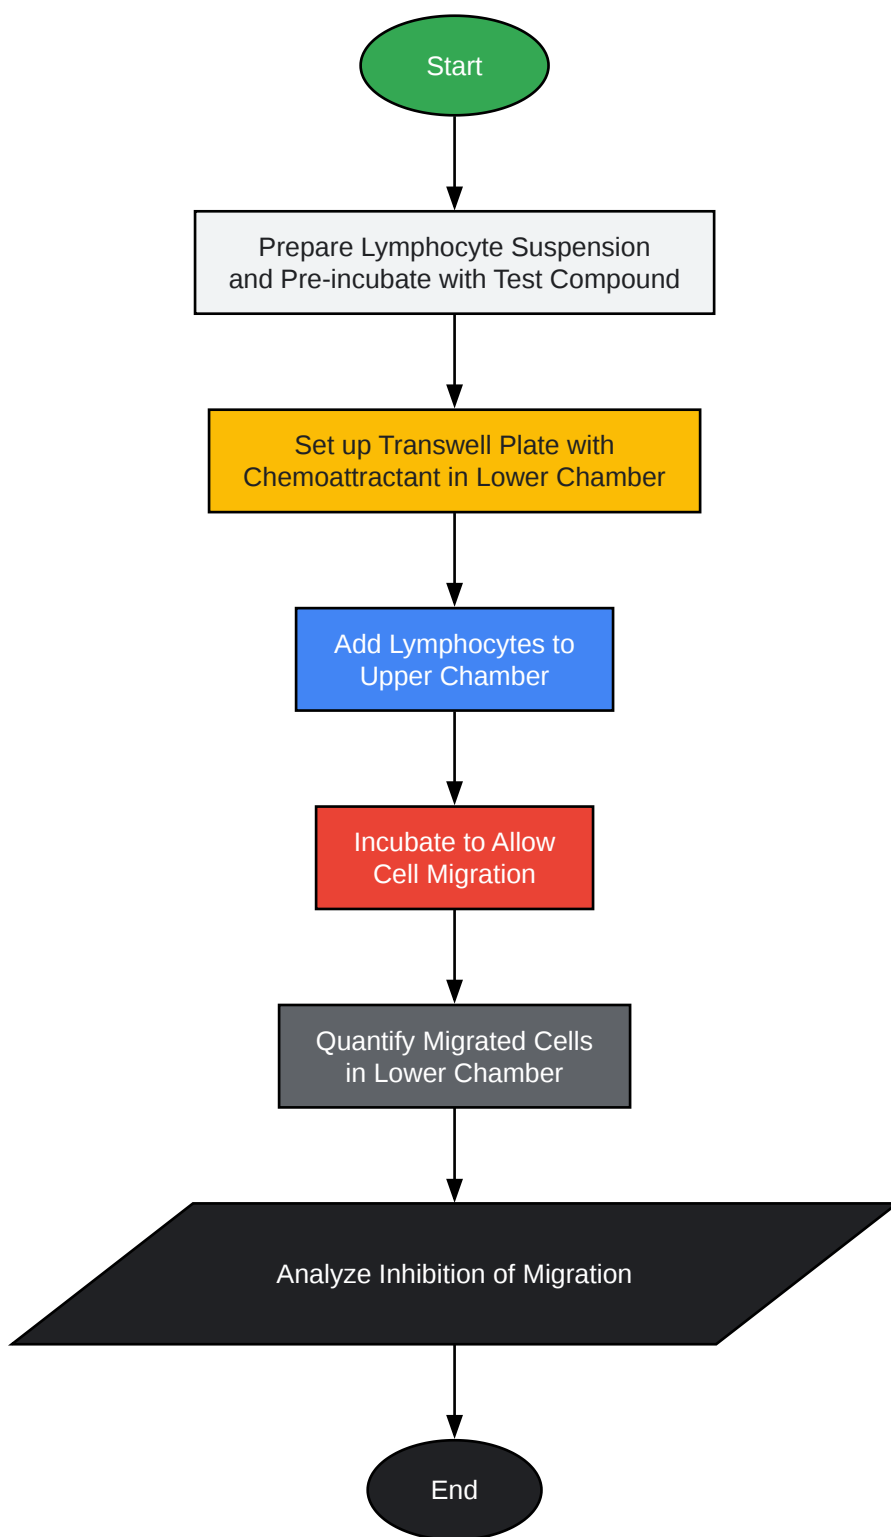 Start
Prepare Lymphocyte Suspension
and Pre-incubate with Test Compound
Set up Transwell Plate with
Chemoattractant in Lower Chamber
Add Lymphocytes to
Upper Chamber
Incubate to Allow
Cell Migration
Quantify Migrated Cells
in Lower Chamber
Analyze Inhibition of Migration
End